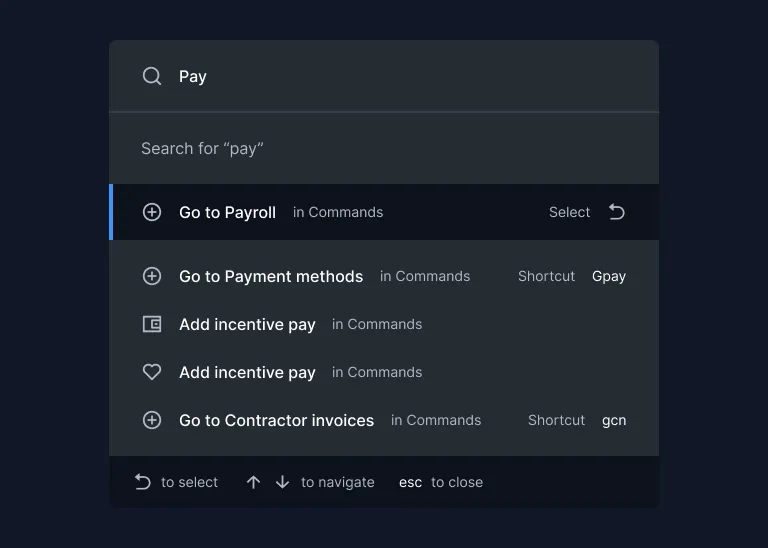 Pay
Search for “pay”
Go to Payroll in Commands Select
Go to Payment methods in Commands Shortcut Gpay
Add incentive pay in Commands
Add incentive pay in Commands
Go to Contractor invoices in Commands Shortcut gcn
to select to navigate esc to close